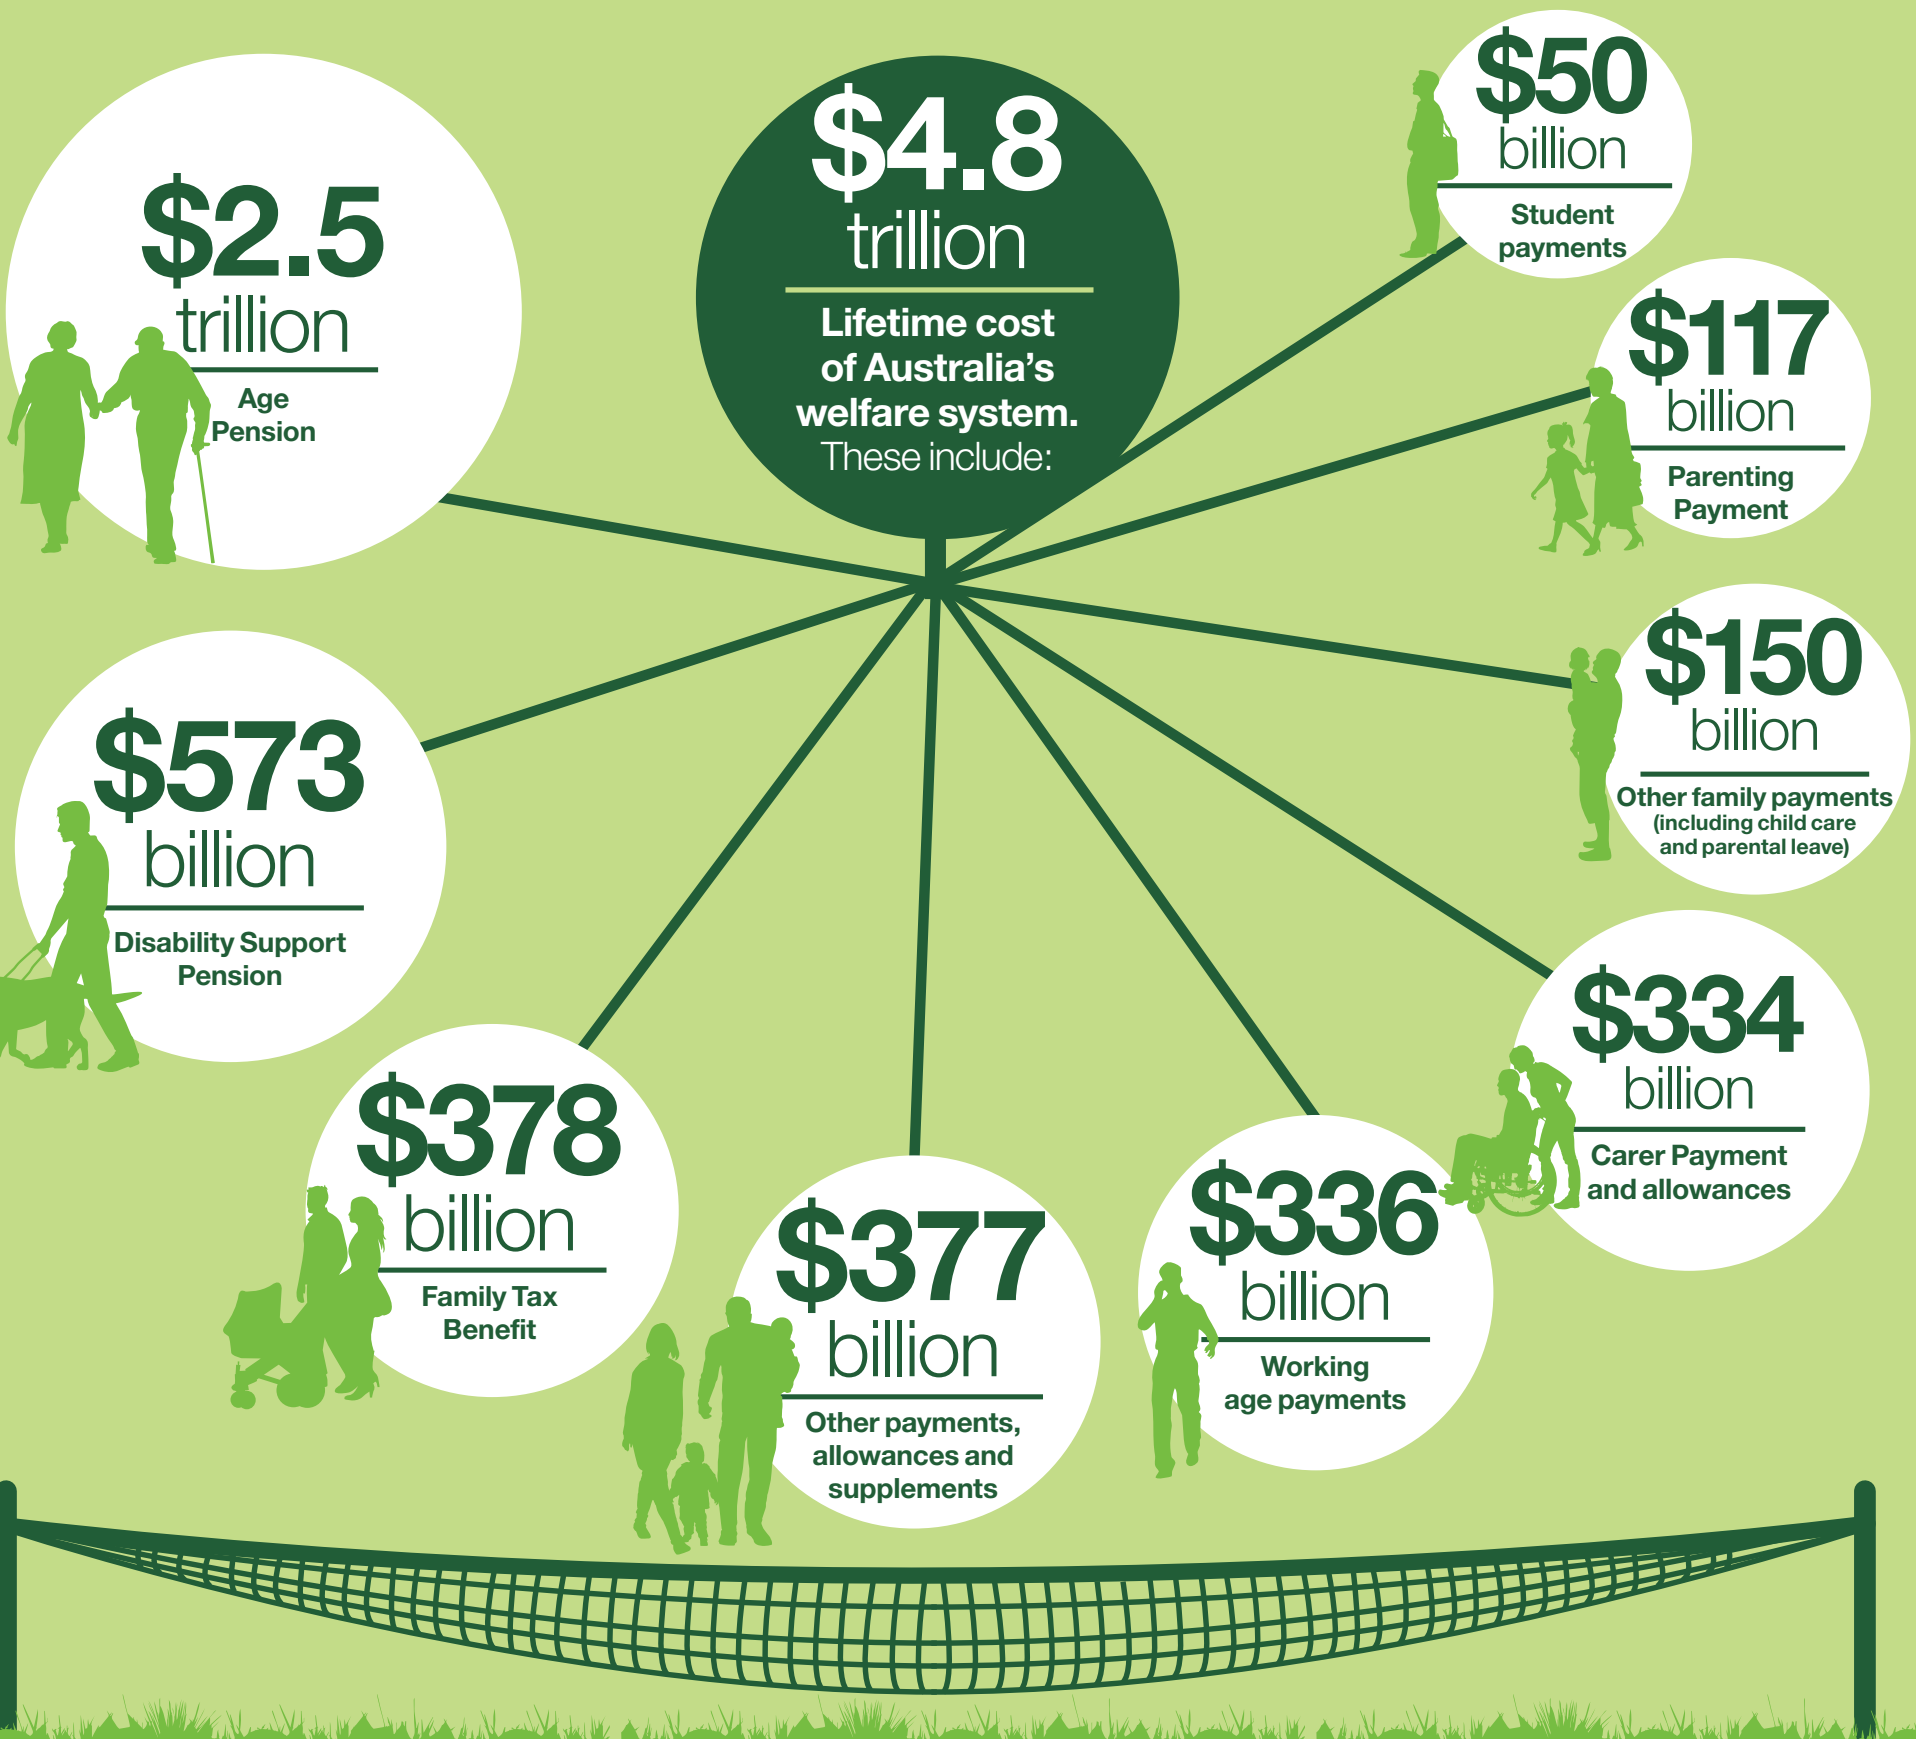 $4.8
trillion
Lifetime cost
of Australia's
welfare system.
These include:
$2.5
trillion
Age
Pension
$573
billion
Disability Support
Pension
$378
billion
Family Tax
Benefit
$377
billion
Other payments,
allowances and
supplements
$336
billion
Working
age payments
$334
billion
Carer Payment
and allowances
$150
billion
Other family payments
(including child care
and parental leave)
$117
billion
Parenting
Payment
$50
billion
Student
payments